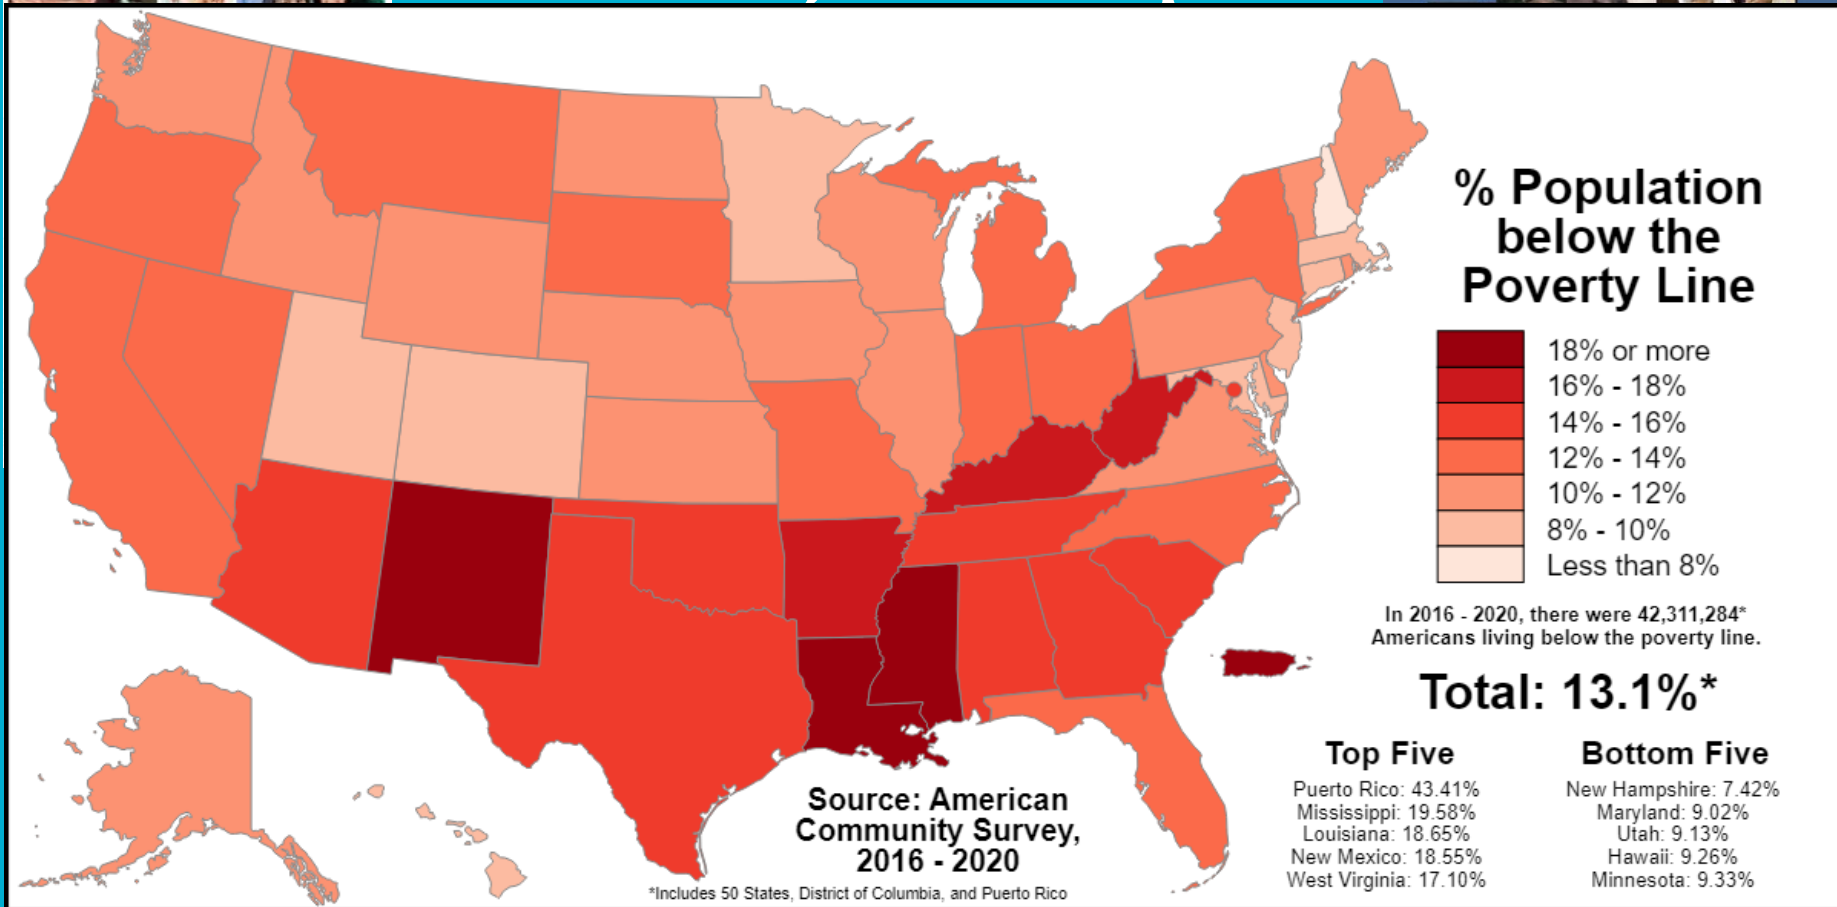 % Population
below the
Poverty Line
18% or more
16% - 18%
14% - 16%
12% - 14%
10% - 12%
8% - 10%
Less than 8%
In 2016 - 2020, there were 42,311,284*
Americans living below the poverty line.
Total: 13.1%*
Top Five
Puerto Rico: 43.41%
Mississippi: 19.58%
Louisiana: 18.65%
New Mexico: 18.55%
West Virginia: 17.10%
Bottom Five
New Hampshire: 7.42%
Maryland: 9.02%
Utah: 9.13%
Hawaii: 9.26%
Minnesota: 9.33%
Source: American
Community Survey,
2016 - 2020
*Includes 50 States, District of Columbia, and Puerto Rico